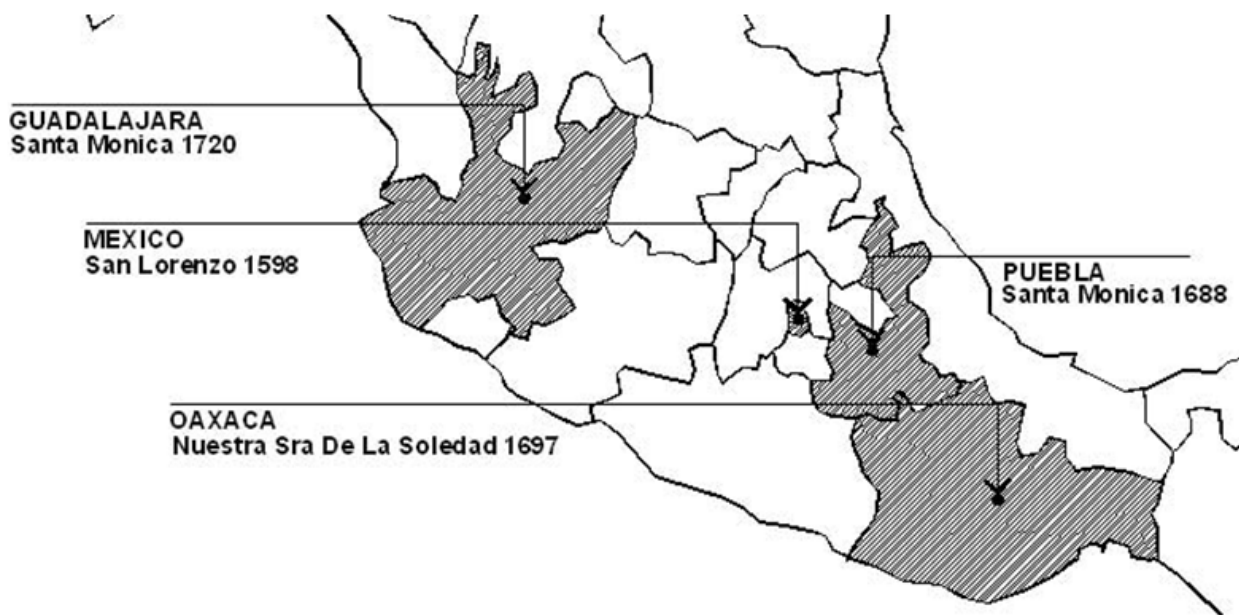 GUADALAJARA
Santa Monica 1720
MEXICO
San Lorenzo 1598
PUEBLA
Santa Monica 1688
OAXACA
Nuestra Sra De La Soledad 1697